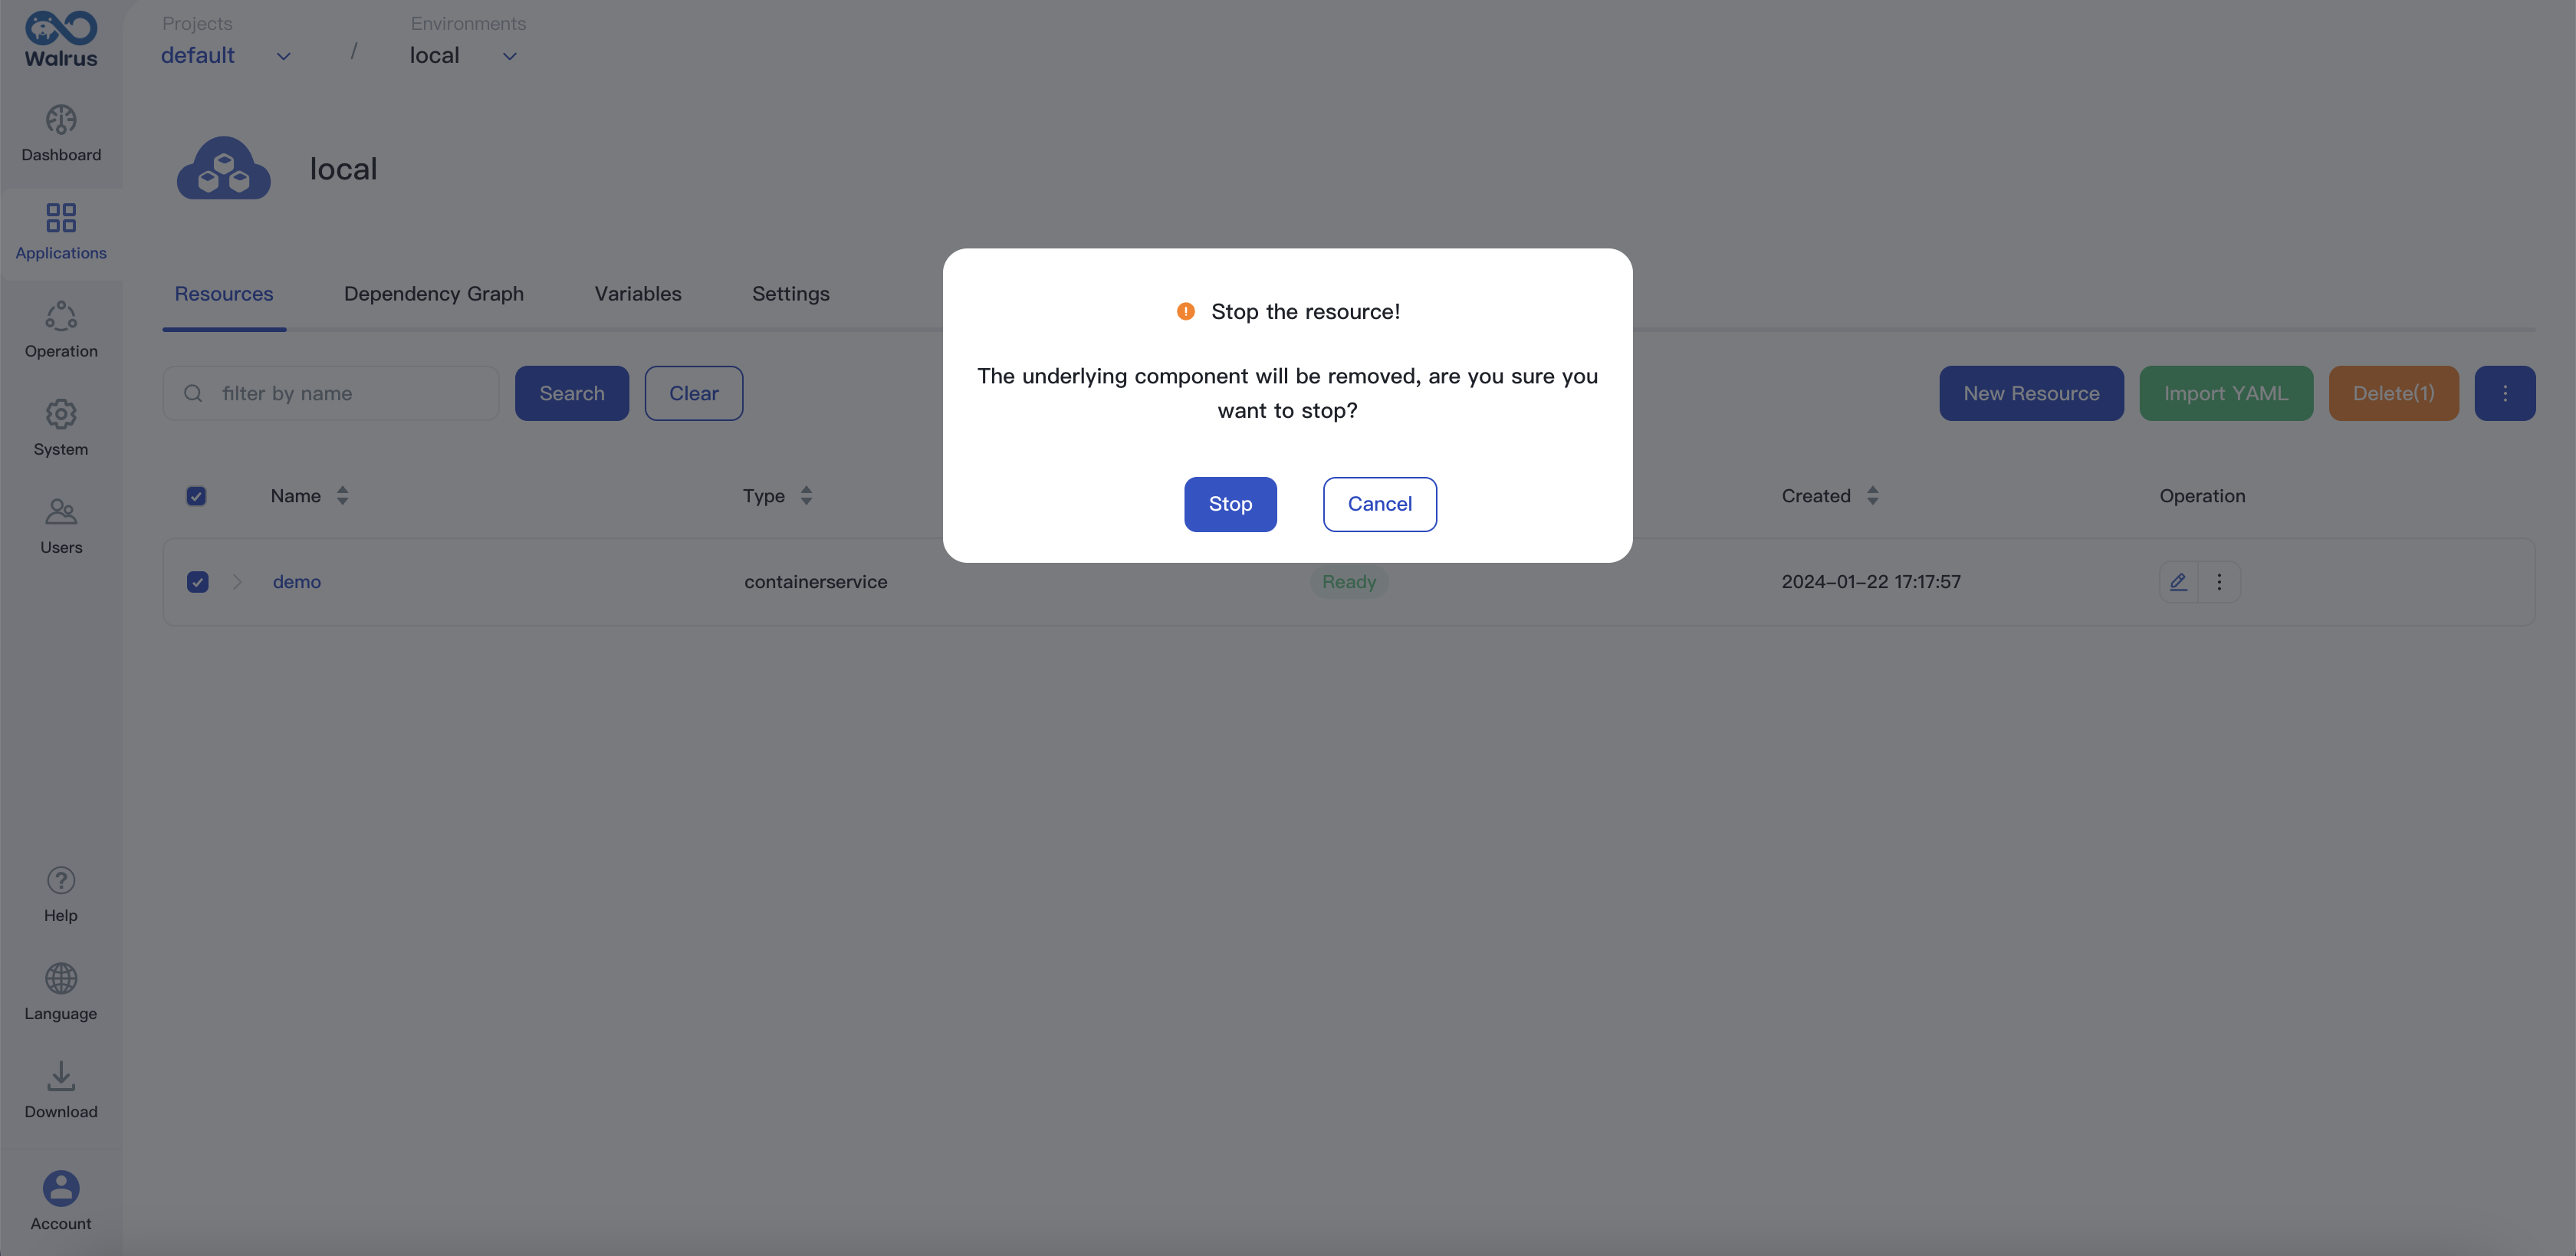 Walrus
Projects
Environments
default
/
local
Dashboard
local
Applications
Resources
Dependency Graph
Variables
Settings
Stop the resource!
The underlying component will be removed, are you sure you
want to stop?
Stop
Cancel
Operation
filter by name
Search
Clear
New Resource
Import YAML
Delete(1)
System
Name
Type
Created
Operation
Users
demo
containerservice
Ready
2024-01-22 17:17:57
Help
Language
Download
Account